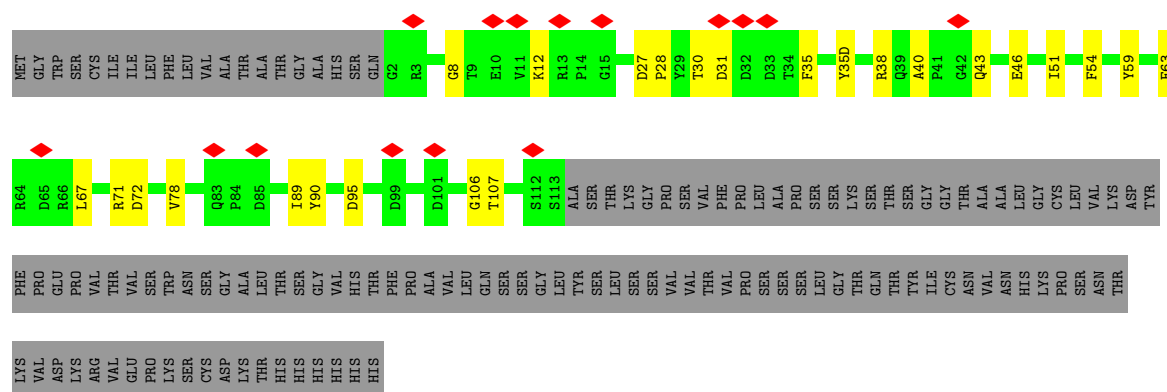 MET GLY TRP SER CYS ILE ILE LEU PHE LEU VAL ALA THR ALA THR GLY ALA HIS SER GLN G2 R3 G8 T9 E10 V11 K12 R13 P14 G15 D27 P28 Y29 T30 D31 D32 D33 T34 F35 Y35D R38 Q39 A40 P41 G42 Q43 E46 I51 F54 Y59 F63
R64 D65 R66 L67 R71 D72 V78 Q83 P84 D85 I89 Y90 D95 D99 D101 G106 T107 S112 S113 ALA SER THR LYS GLY PRO SER VAL PHE PRO LEU ALA PRO SER SER LYS SER THR SER GLY GLY THR ALA ALA LEU GLY CYS LEU VAL LYS ASP TYR
PHE PRO GLU PRO VAL THR VAL SER TRP ASN SER GLY ALA LEU THR SER GLY VAL HIS THR PHE PRO ALA VAL LEU GLN SER SER GLY LEU TYR SER LEU SER SER VAL VAL THR VAL PRO SER SER SER LEU GLY THR GLN THR TYR ILE CYS ASN VAL ASN HIS LYS PRO SER ASN THR
LYS VAL ASP LYS ARG VAL GLU PRO LYS SER CYS ASP LYS THR HIS HIS HIS HIS HIS HIS